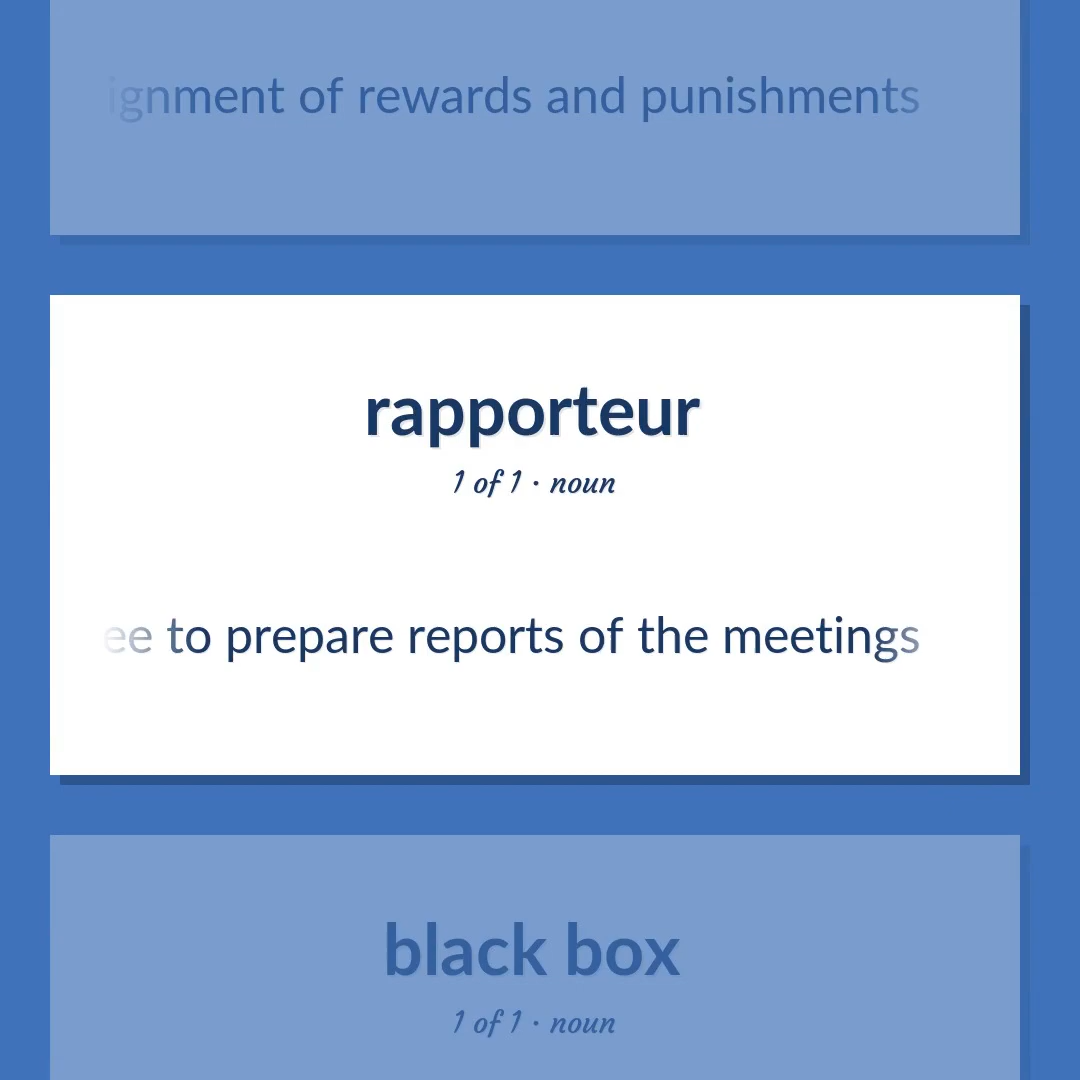 ignment of rewards and punishments
rapporteur
1 of 1 · noun
ee to prepare reports of the meetings
black box
1 of 1 · noun